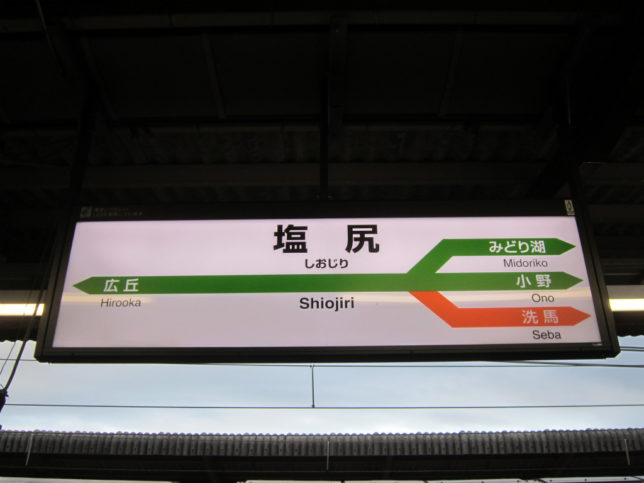 塩尻
しおじり
Shiojiri
広丘
Hirooka
みどり湖
Midoriko
小野
Ono
洗馬
Seba